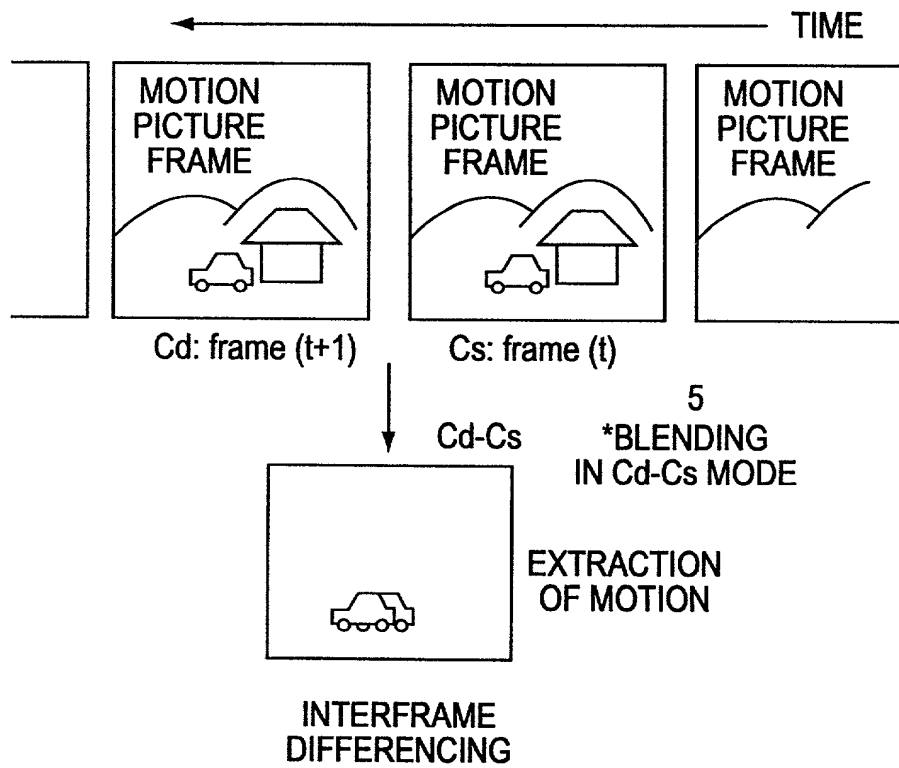 TIME
MOTION
PICTURE
FRAME
MOTION
PICTURE
FRAME
MOTION
PICTURE
FRAME
Cd: frame (t+1)
Cs: frame (t)
Cd-Cs
5
*BLENDING
IN Cd-Cs MODE
EXTRACTION
OF MOTION
INTERFRAME
DIFFERENCING